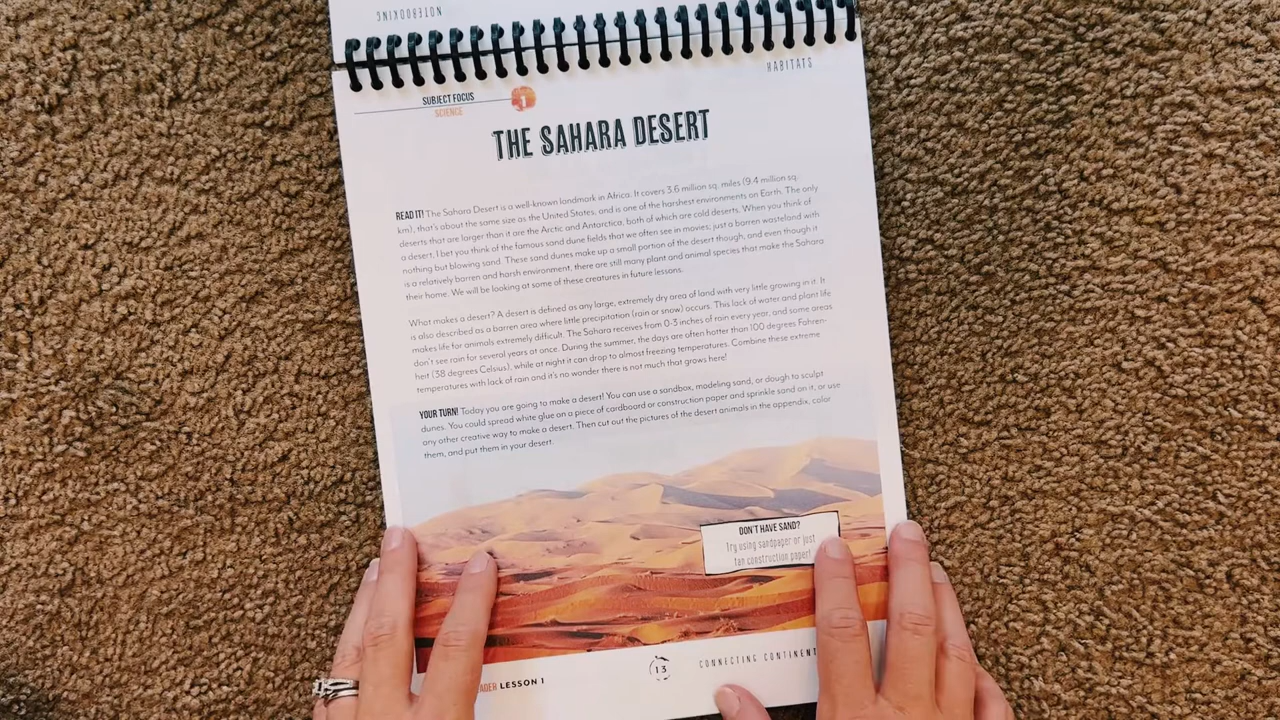 NOTEBOOKING
HABITATS
SUBJECT FOCUS
SCIENCE
1
THE SAHARA DESERT
READ IT! The Sahara Desert is a well-known landmark in Africa. It covers 3.6 million sq. miles (9.4 million sq.
km), that's about the same size as the United States, and is one of the harshest environments on Earth. The only
deserts that are larger than it are the Arctic and Antarctica, both of which are cold deserts. When you think of
a desert, I bet you think of the famous sand dune fields that we often see in movies; just a barren wasteland with
nothing but blowing sand. These sand dunes make up a small portion of the desert though, and even though it
is a relatively barren and harsh environment, there are still many plant and animal species that make the Sahara
their home. We will be looking at some of these creatures in future lessons.
What makes a desert? A desert is defined as any large, extremely dry area of land with very little growing in it. It
is also described as a barren area where little precipitation (rain or snow) occurs. This lack of water and plant life
makes life for animals extremely difficult. The Sahara receives from 0-3 inches of rain every year, and some areas
don't see rain for several years at once. During the summer, the days are often hotter than 100 degrees Fahren-
heit (38 degrees Celsius), while at night it can drop to almost freezing temperatures. Combine these extreme
temperatures with lack of rain and it's no wonder there is not much that grows here!
YOUR TURN! Today you are going to make a desert! You can use a sandbox, modeling sand, or dough to sculpt
dunes. You could spread white glue on a piece of cardboard or construction paper and sprinkle sand on it, or use
any other creative way to make a desert. Then cut out the pictures of the desert animals in the appendix, color
them, and put them in your desert.
DON'T HAVE SAND?
Try using sandpaper or just
tan construction paper!
ADER LESSON 1
13
CONNECTING CONTINENT